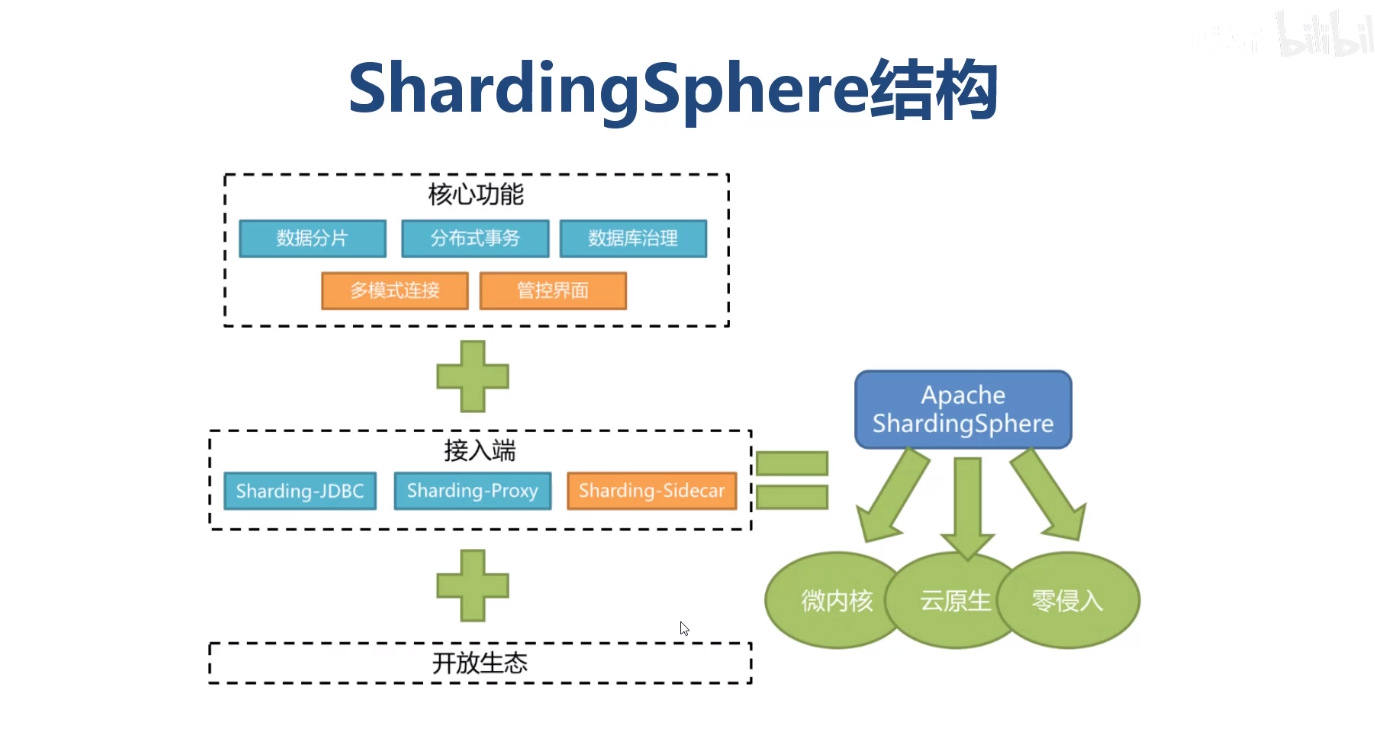 bilibil
ShardingSphere结构
核心功能
数据分片
分布式事务
数据库治理
多模式连接
管控界面
接入端
Sharding-JDBC
Sharding-Proxy
Sharding-Sidecar
开放生态
Apache
ShardingSphere
微内核
云原生
零侵入